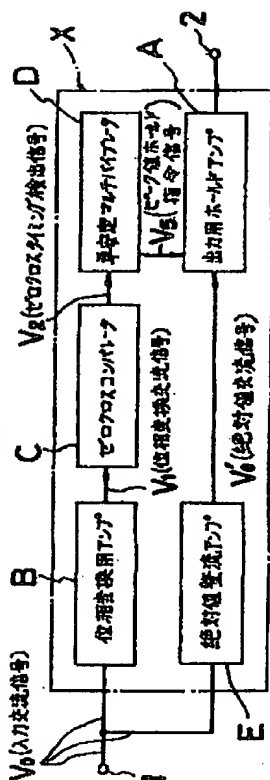 V₀(入力交流信号)
1
B
位相変換用アンプ
V₁(位相変換交流信号)
C
ゼロクロスコンパレータ
V₂(ゼロクロスタイミング検出信号)
D
単安定マルチバイブレータ
X
V₅(ピーク値ホールド
指令信号)
A
出力用ホールドアンプ
2
V₀'(絶対値交流信号)
絶対値整流アンプ
E